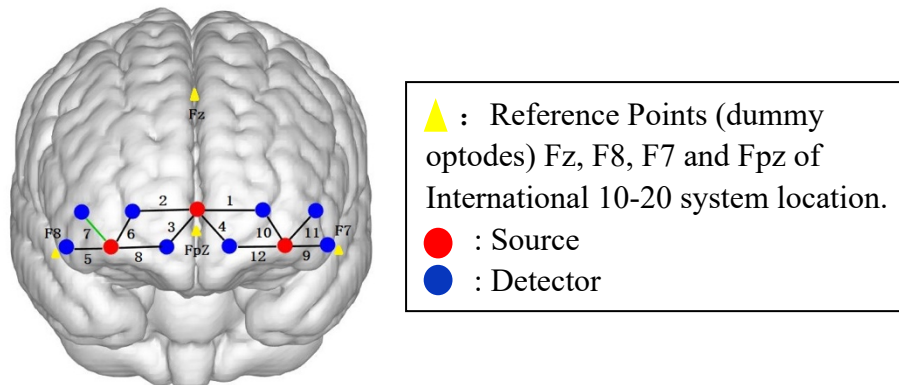 Fz
2 1
F8 7 6 3 4 10 11 F7
5 8 FpZ 12 9
: Reference Points (dummy
optodes) Fz, F8, F7 and Fpz of
International 10-20 system location.
: Source
: Detector